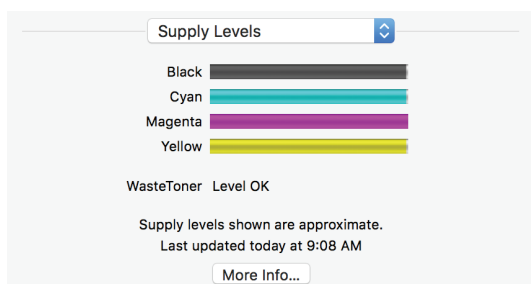 Supply Levels
Black
Cyan
Magenta
Yellow
WasteToner Level OK
Supply levels shown are approximate.
Last updated today at 9:08 AM
More Info...